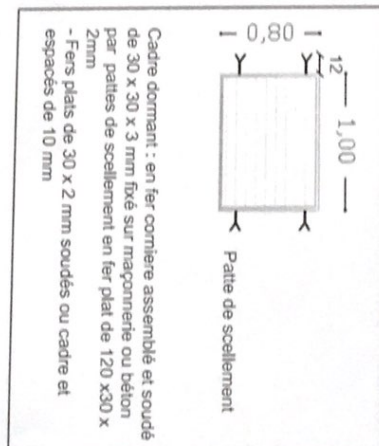 1,00
12
0,80
Patte de scellement
Cadre dormant : en fer corniere assemblé et soudé
de 30 x 30 x 3 mm fixé sur maçonnerie ou béton
par pattes de scellement en fer plat de 120 x30 x
2mm
- Fers plats de 30 x 2 mm soudés ou cadre et
espacés de 10 mm